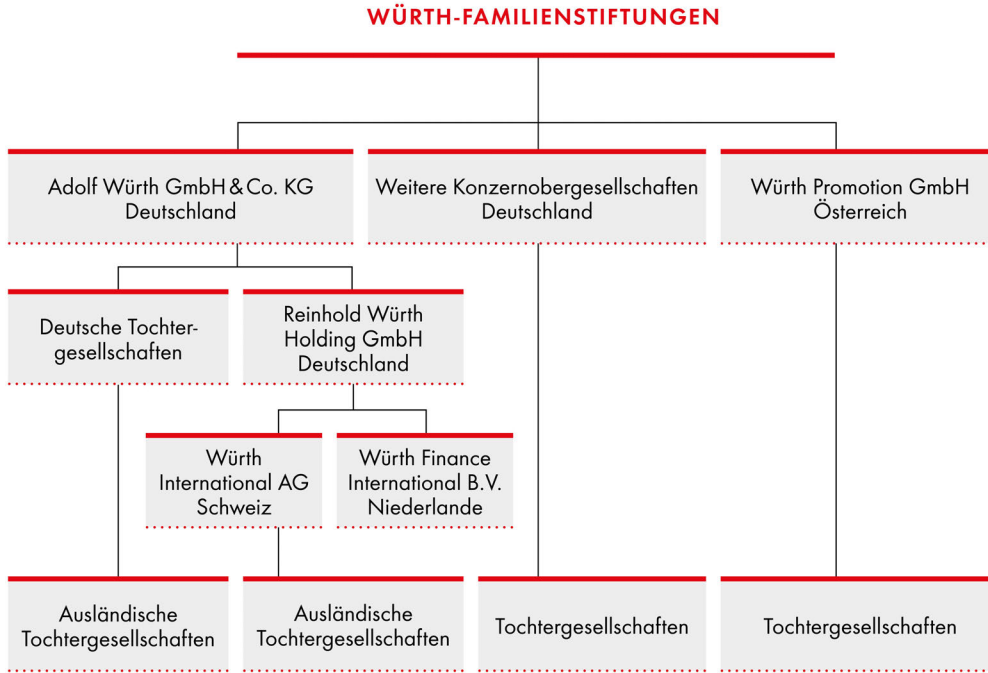 WÜRTH-FAMILIENSTIFTUNGEN
Adolf Würth GmbH & Co. KG
Deutschland
Weitere Konzernobergesellschaften
Deutschland
Würth Promotion GmbH
Österreich
Deutsche Tochter-
gesellschaften
Reinhold Würth
Holding GmbH
Deutschland
Würth
International AG
Schweiz
Würth Finance
International B.V.
Niederlande
Ausländische
Tochtergesellschaften
Ausländische
Tochtergesellschaften
Tochtergesellschaften
Tochtergesellschaften